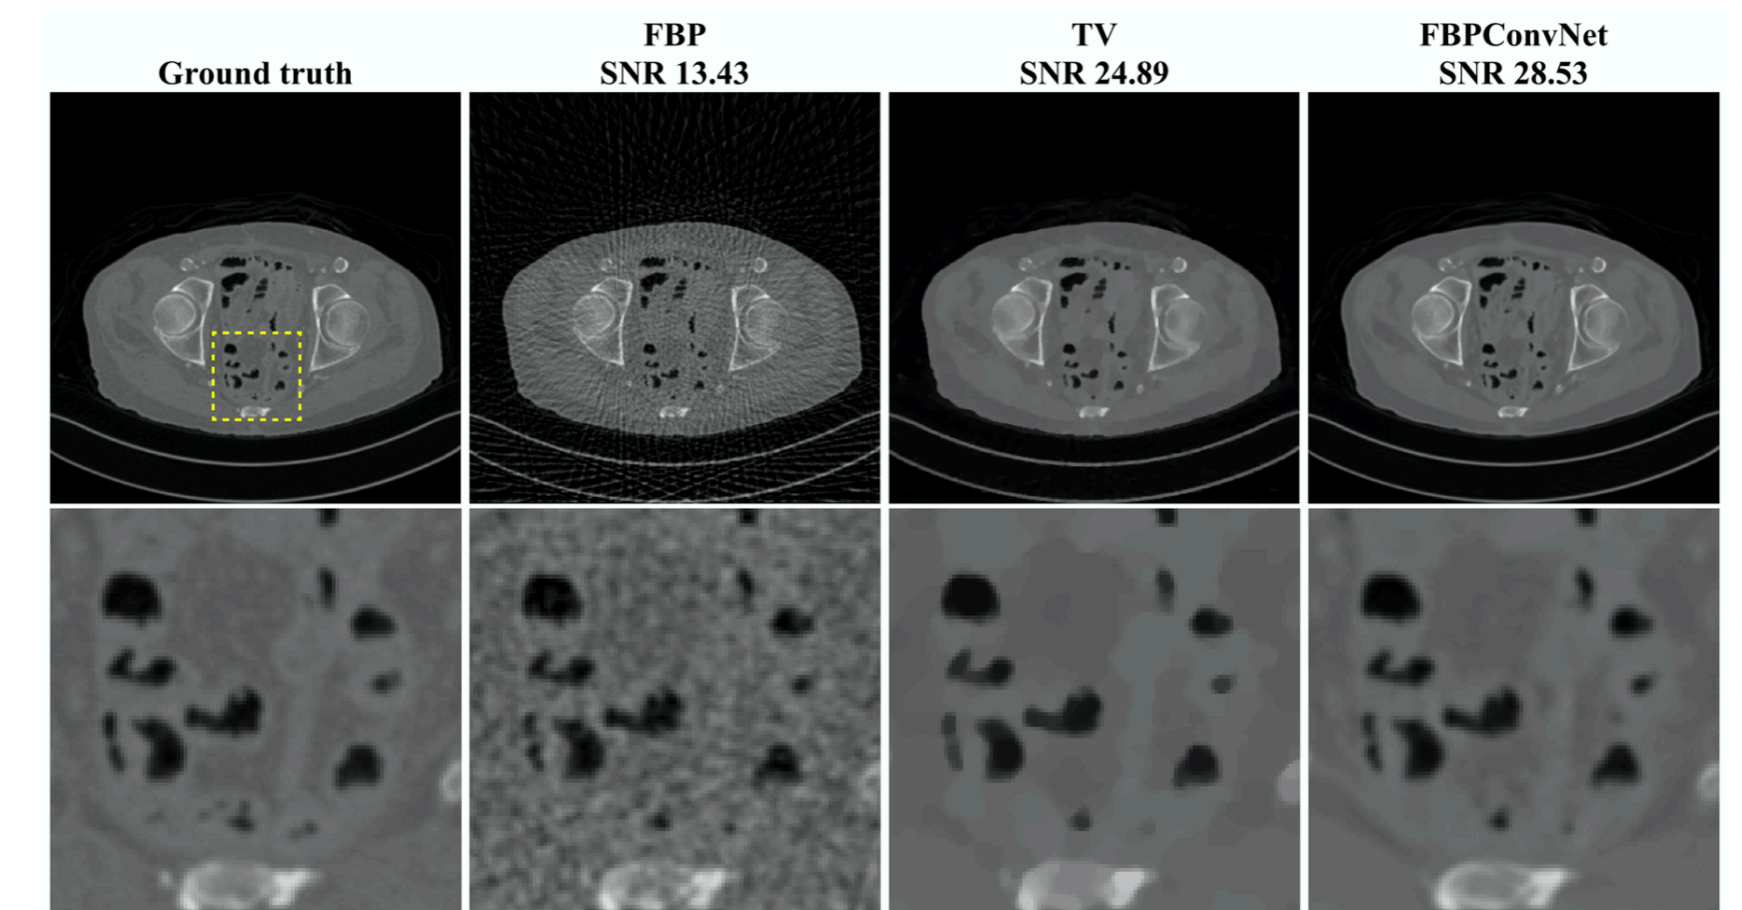 Ground truth
FBP
SNR 13.43
TV
SNR 24.89
FBPConvNet
SNR 28.53